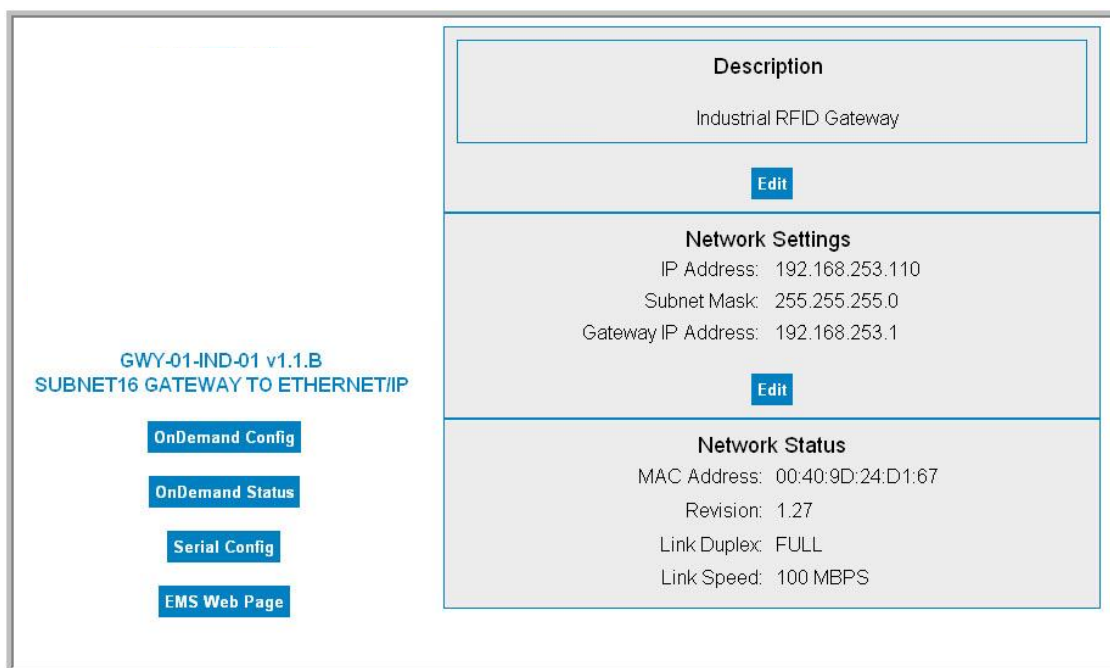 GWY-01-IND-01 v1.1.B
SUBNET16 GATEWAY TO ETHERNET/IP
OnDemand Config
OnDemand Status
Serial Config
EMS Web Page
Description
Industrial RFID Gateway
Edit
Network Settings
IP Address: 192.168.253.110
Subnet Mask: 255.255.255.0
Gateway IP Address: 192.168.253.1
Edit
Network Status
MAC Address: 00:40:9D:24:D1:67
Revision: 1.27
Link Duplex: FULL
Link Speed: 100 MBPS